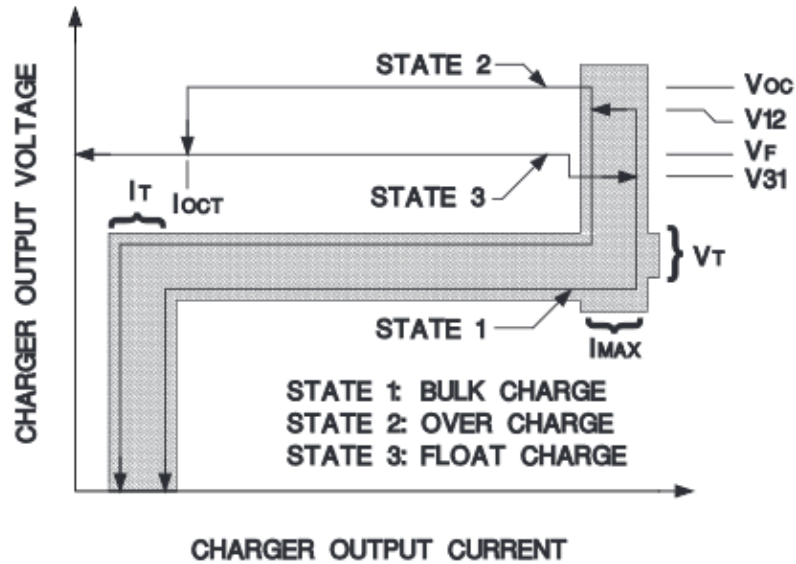 CHARGER OUTPUT VOLTAGE
STATE 2
VOC
V12
VF
V31
STATE 3
IT
IOCT
VT
STATE 1
IMAX
STATE 1: BULK CHARGE
STATE 2: OVER CHARGE
STATE 3: FLOAT CHARGE
CHARGER OUTPUT CURRENT